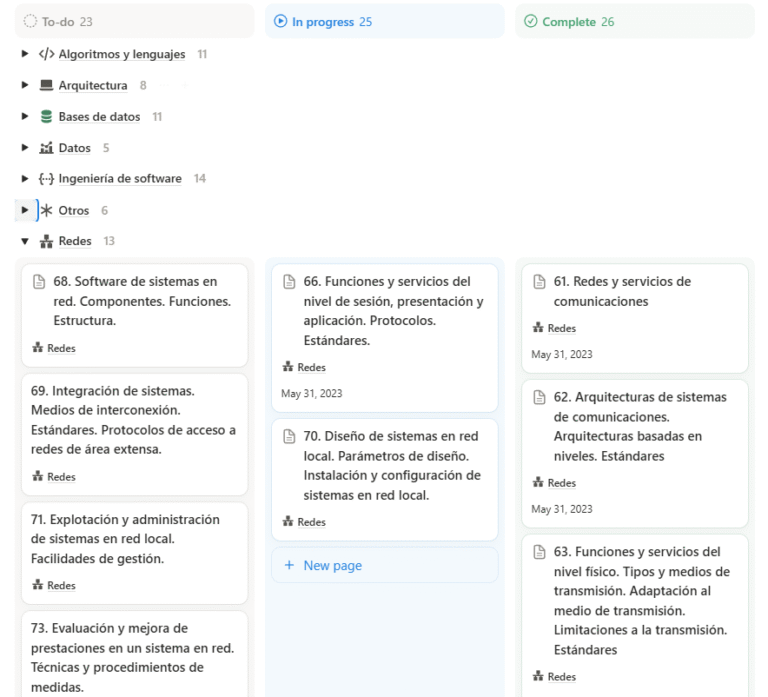 To-do 23
In progress 25
Complete 26
Algoritmos y lenguajes 11
Arquitectura 8
Bases de datos 11
Datos 5
Ingeniería de software 14
Otros 6
Redes 13
68. Software de sistemas en
red. Componentes. Funciones.
Estructura.
Redes
69. Integración de sistemas.
Medios de interconexión.
Estándares. Protocolos de acceso a
redes de área extensa.
Redes
71. Explotación y administración
de sistemas en red local.
Facilidades de gestión.
Redes
73. Evaluación y mejora de
prestaciones en un sistema en red.
Técnicas y procedimientos de
medidas.
66. Funciones y servicios del
nivel de sesión, presentación y
aplicación. Protocolos.
Estándares.
Redes
May 31, 2023
70. Diseño de sistemas en red
local. Parámetros de diseño.
Instalación y configuración de
sistemas en red local.
Redes
+ New page
61. Redes y servicios de
comunicaciones
Redes
May 31, 2023
62. Arquitecturas de sistemas
de comunicaciones.
Arquitecturas basadas en
niveles. Estándares
Redes
May 31, 2023
63. Funciones y servicios del
nivel físico. Tipos y medios de
transmisión. Adaptación al
medio de transmisión.
Limitaciones a la transmisión.
Estándares
Redes